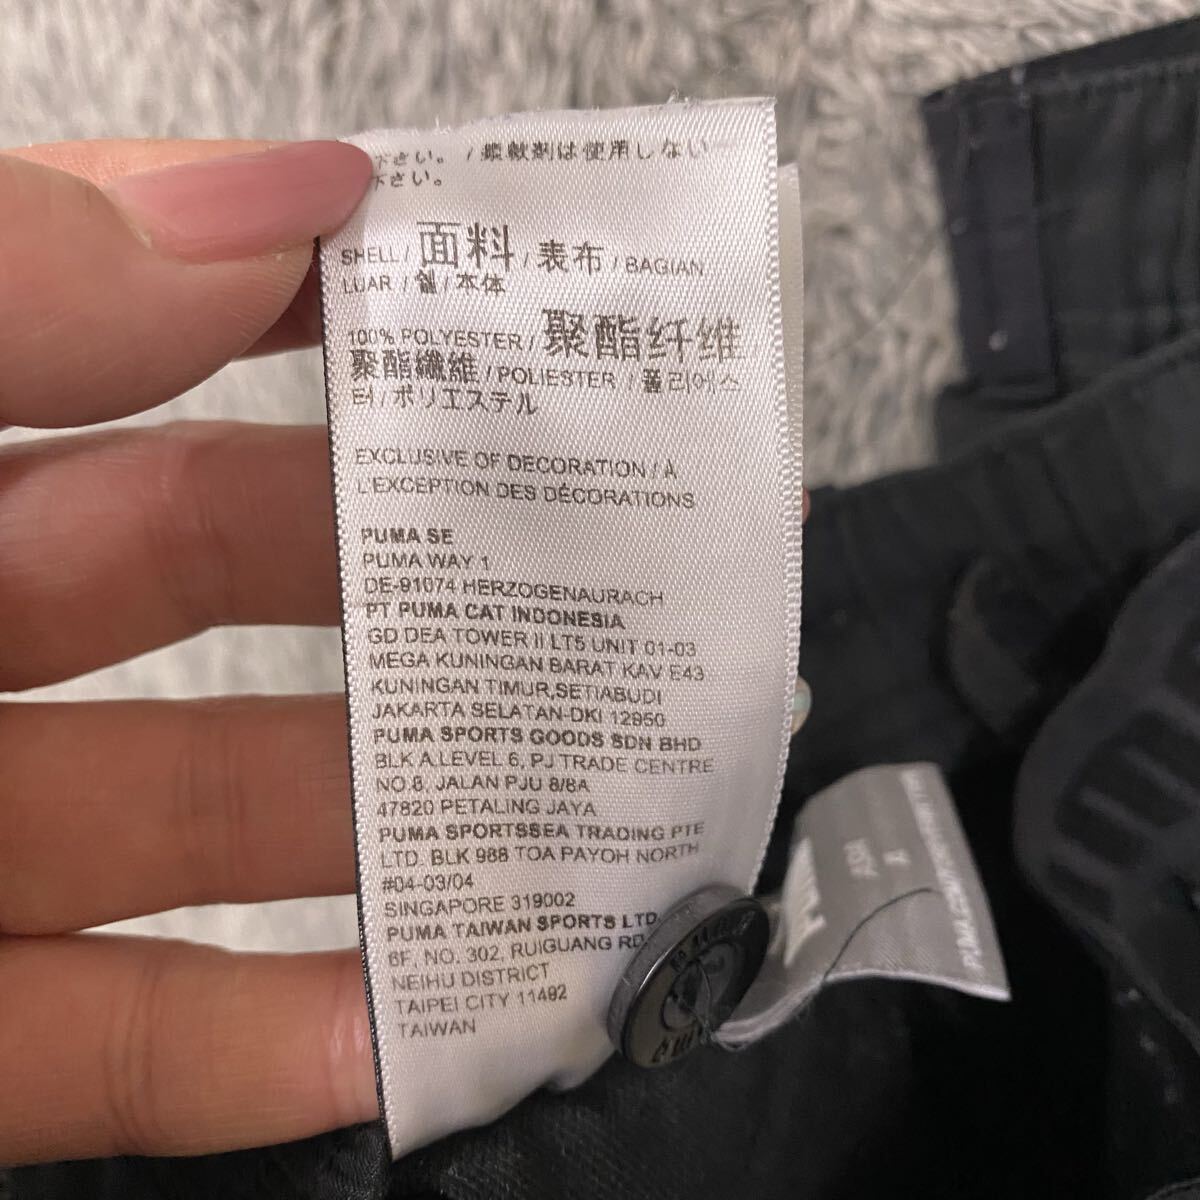 下さい。/ 柔軟剤は使用しない
下さい。
SHELL / 面料 / 表布 / BAGIAN
LUAR / 쉘 / 本体
100% POLYESTER / 聚酯纤维
聚酯纖維 / POLIESTER / 폴리에스
터 / ポリエステル
EXCLUSIVE OF DECORATION / À
L'EXCEPTION DES DÉCORATIONS
PUMA SE
PUMA WAY 1
DE-91074 HERZOGENAURACH
PT PUMA CAT INDONESIA
GD DEA TOWER II LT5 UNIT 01-03
MEGA KUNINGAN BARAT KAV E43
KUNINGAN TIMUR,SETIABUDI
JAKARTA SELATAN-DKI 12950
PUMA SPORTS GOODS SDN BHD
BLK A,LEVEL 6, PJ TRADE CENTRE
NO.8, JALAN PJU 8/8A
47820 PETALING JAYA
PUMA SPORTSSEA TRADING PTE
LTD. BLK 988 TOA PAYOH NORTH
#04-03/04
SINGAPORE 319002
PUMA TAIWAN SPORTS LTD.
6F, NO. 302, RUIGUANG RD.
NEIHU DISTRICT
TAIPEI CITY 11492
TAIWAN
PUMA
ASIA